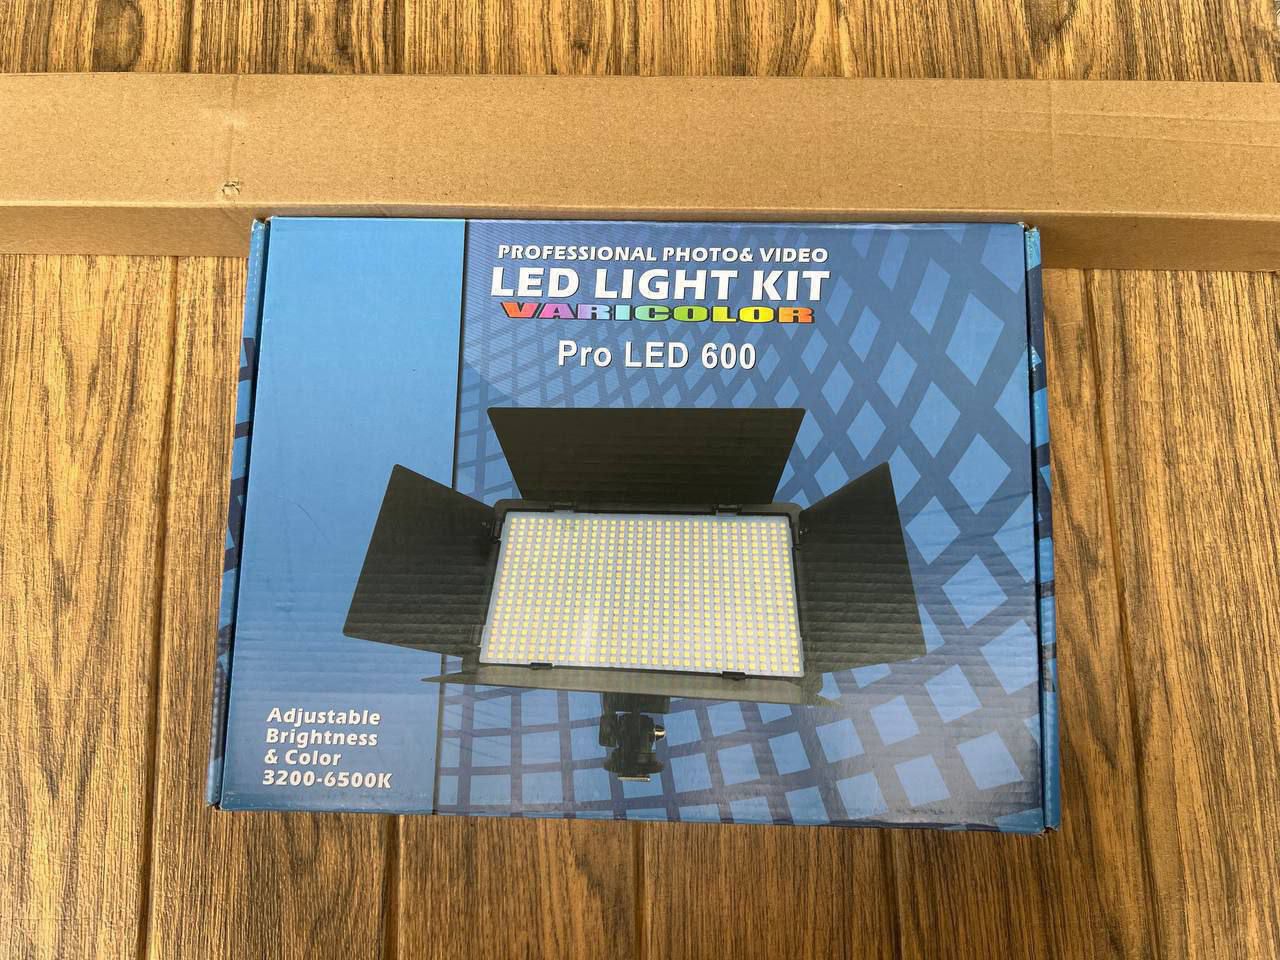 PROFESSIONAL PHOTO& VIDEO
LED LIGHT KIT
VARICOLOR
Pro LED 600
Adjustable
Brightness
& Color
3200-6500K